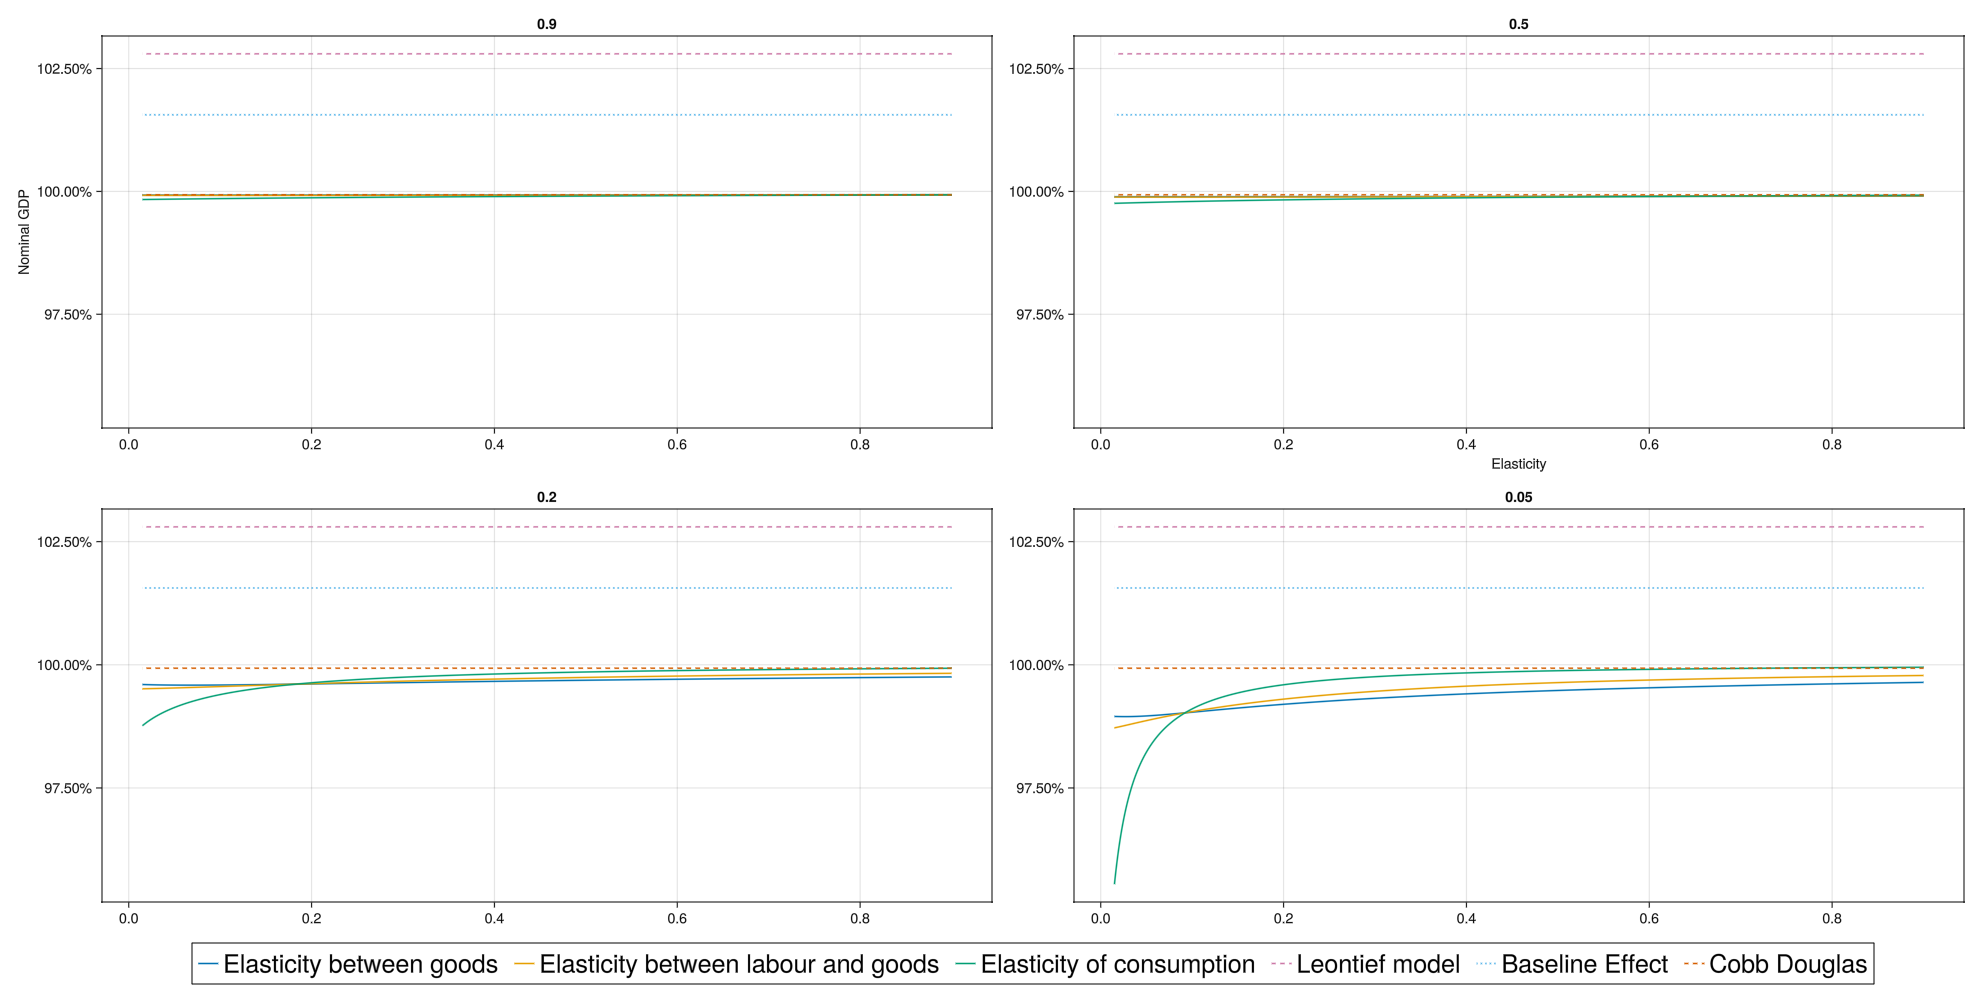 0.9
0.5
102.50%
100.00%
97.50%
Nominal GDP
0.0 0.2 0.4 0.6 0.8
102.50%
100.00%
97.50%
0.0 0.2 0.4 0.6 0.8
Elasticity
0.2
0.05
102.50%
100.00%
97.50%
0.0 0.2 0.4 0.6 0.8
102.50%
100.00%
97.50%
0.0 0.2 0.4 0.6 0.8
Elasticity between goods Elasticity between labour and goods Elasticity of consumption Leontief model Baseline Effect Cobb Douglas